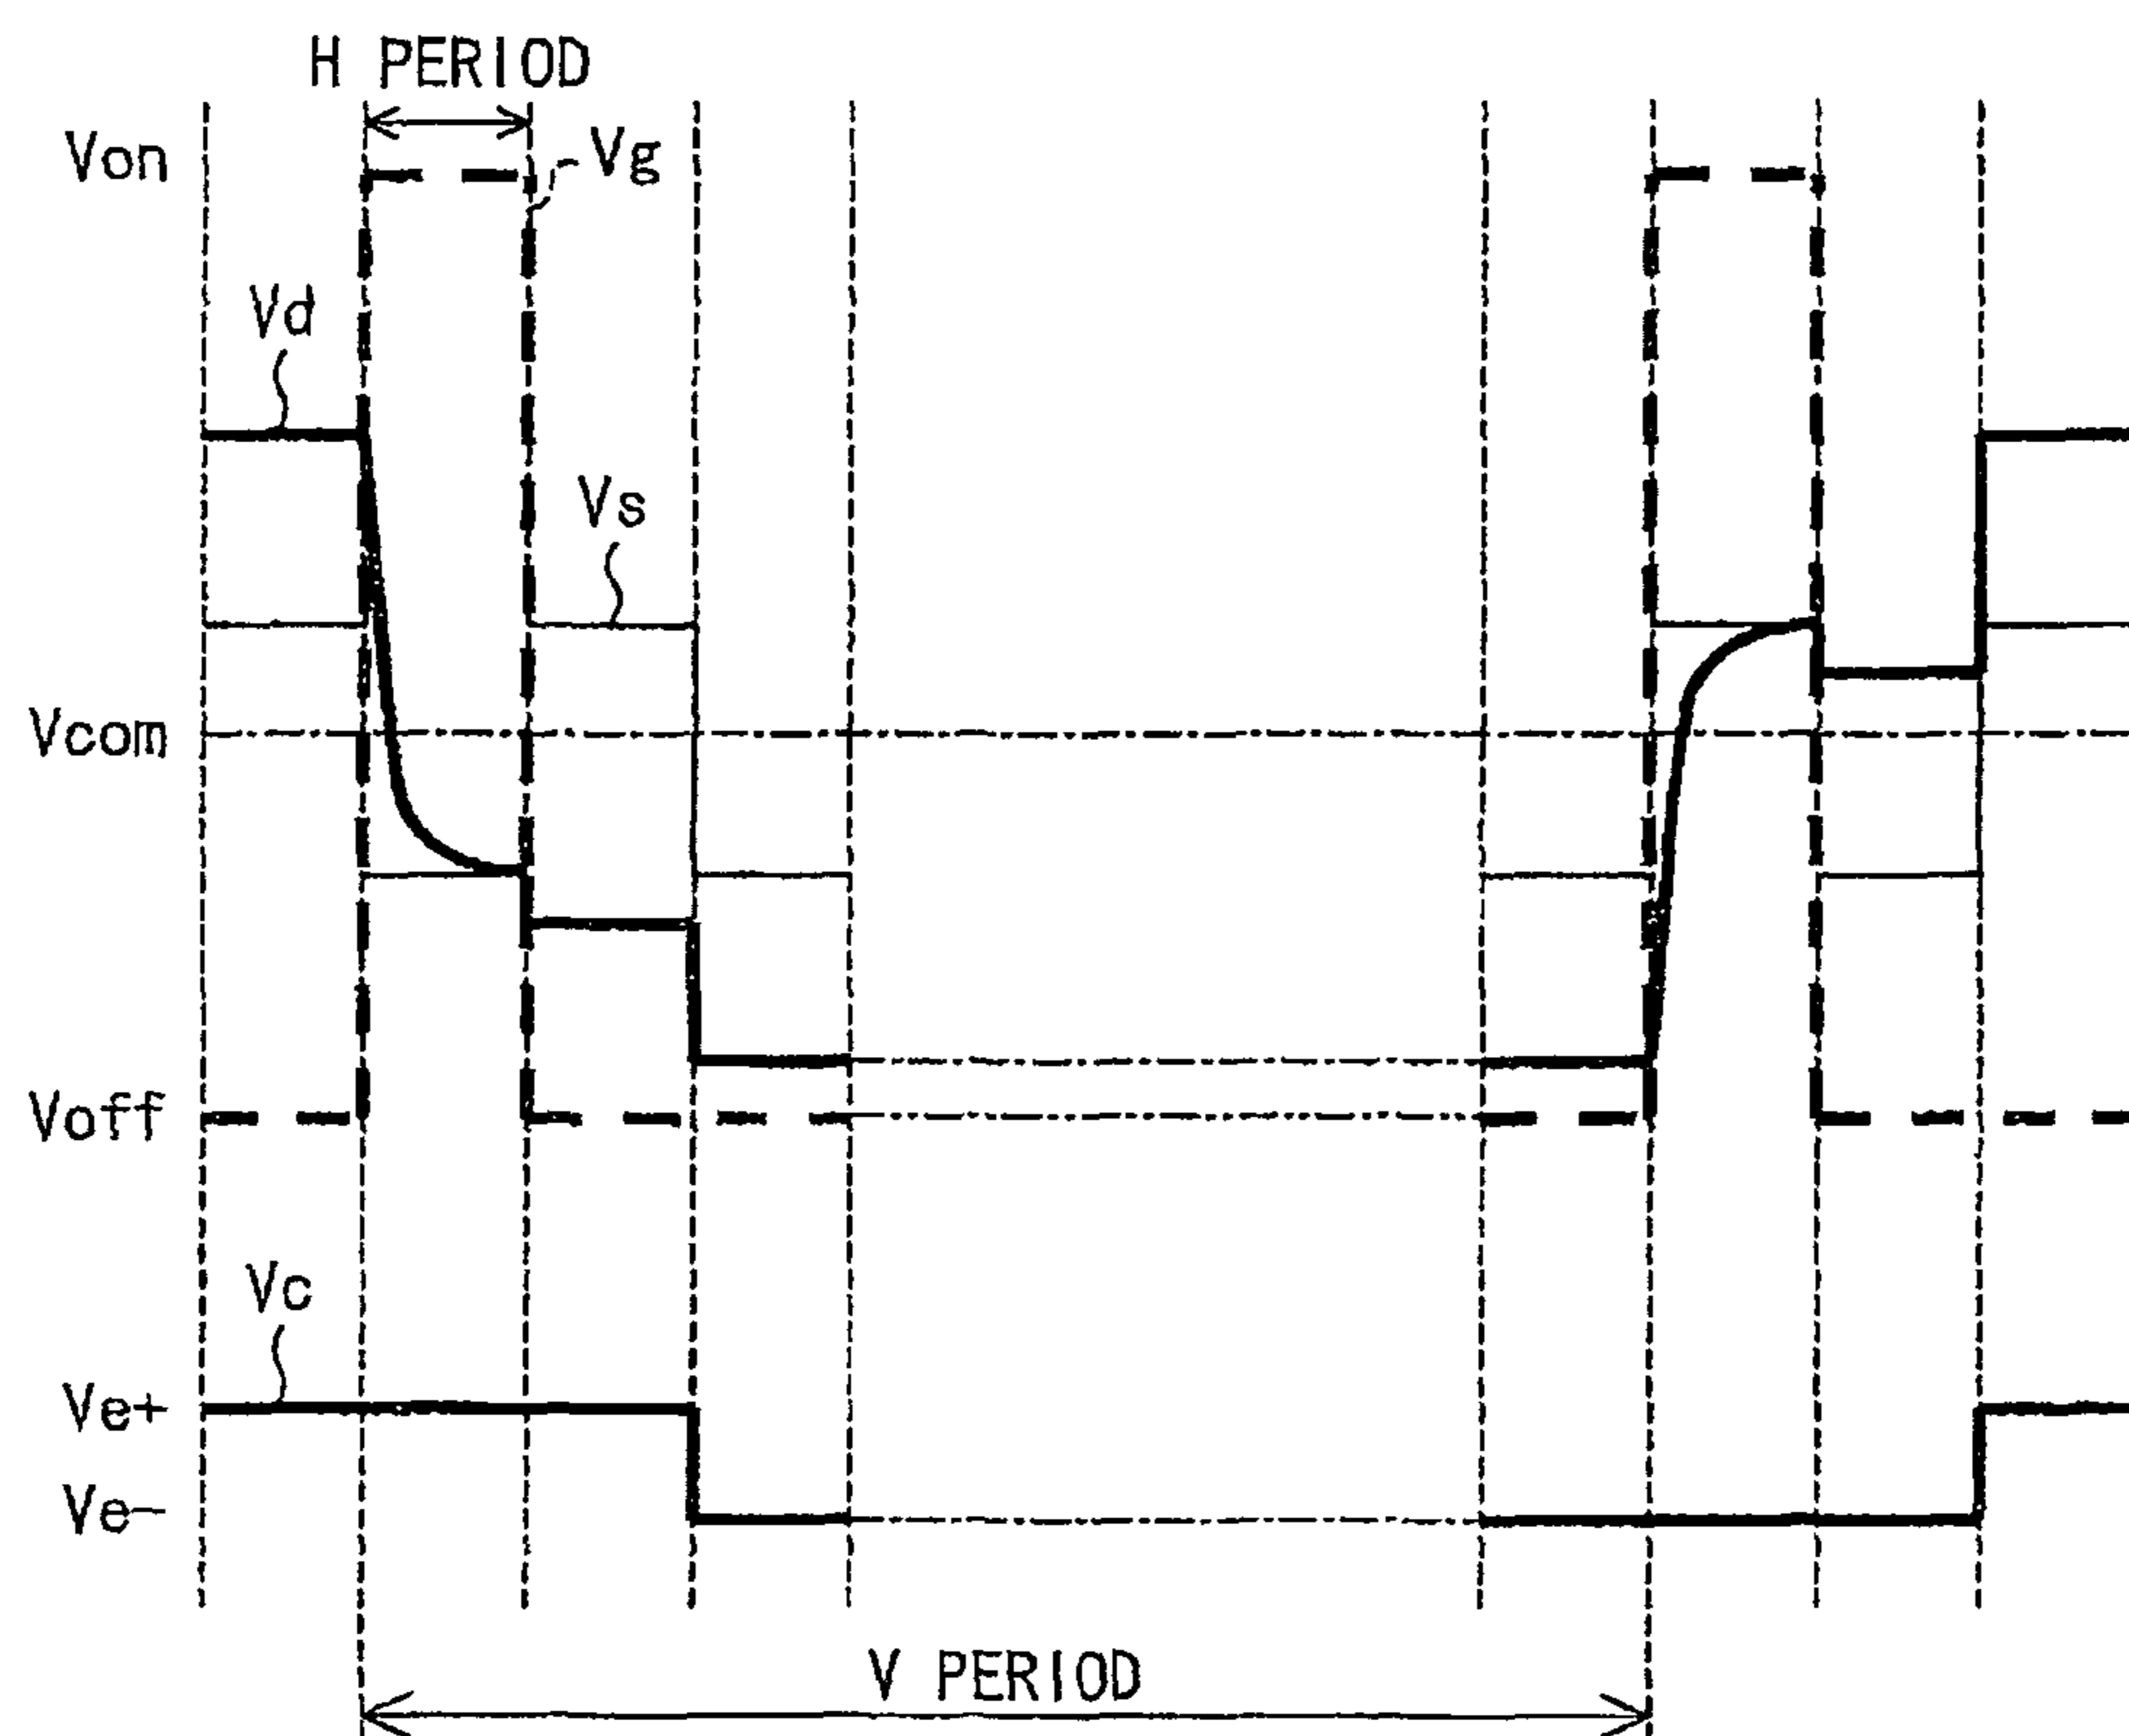 H PERIOD
Von
Vg
Vd
Vs
Vcom
Voff
Vc
Ve+
Ve-
V PERIOD